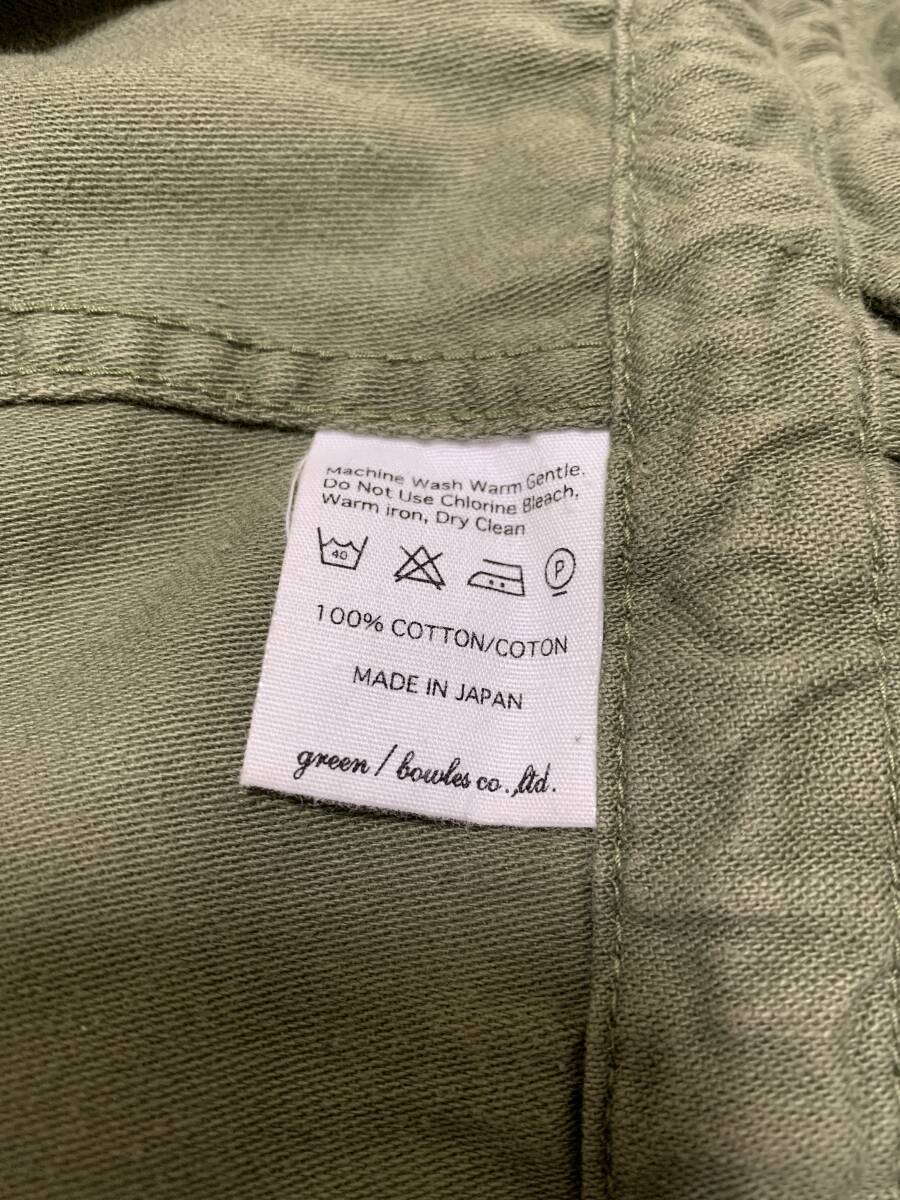 Machine Wash Warm Gentle.
Do Not Use Chlorine Bleach,
Warm iron, Dry Clean
40 P
100% COTTON/COTON
MADE IN JAPAN
green / bowles co.,ltd.